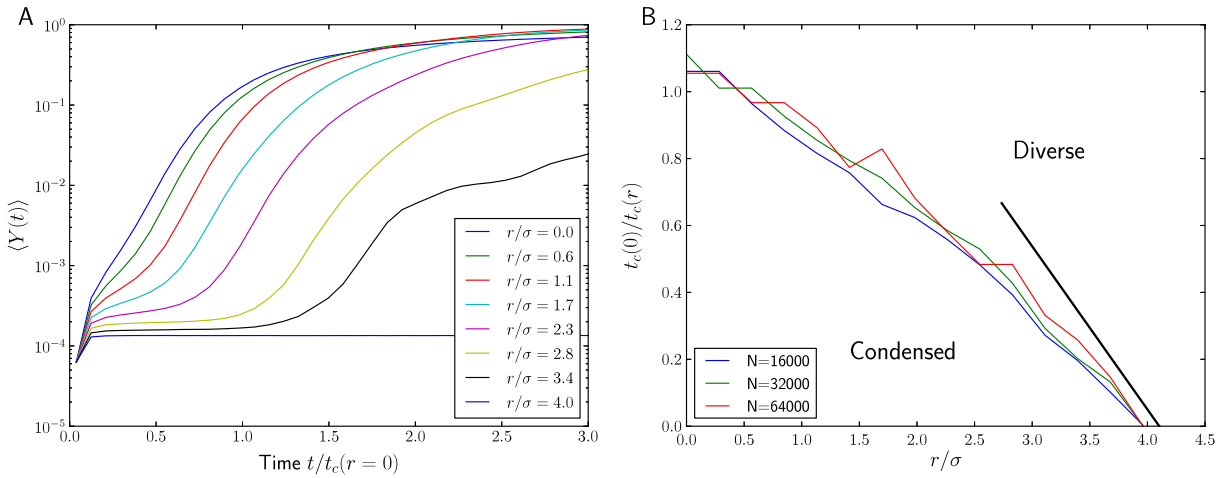 A
⟨Y(t)⟩
10⁰
10⁻¹
10⁻²
10⁻³
10⁻⁴
10⁻⁵
r/σ = 0.0
r/σ = 0.6
r/σ = 1.1
r/σ = 1.7
r/σ = 2.3
r/σ = 2.8
r/σ = 3.4
r/σ = 4.0
0.0 0.5 1.0 1.5 2.0 2.5 3.0
Time t/t_c(r = 0)
B
t_c(0)/t_c(r)
1.2
1.0
0.8
0.6
0.4
0.2
0.0
Diverse
Condensed
N=16000
N=32000
N=64000
0.0 0.5 1.0 1.5 2.0 2.5 3.0 3.5 4.0 4.5
r/σ